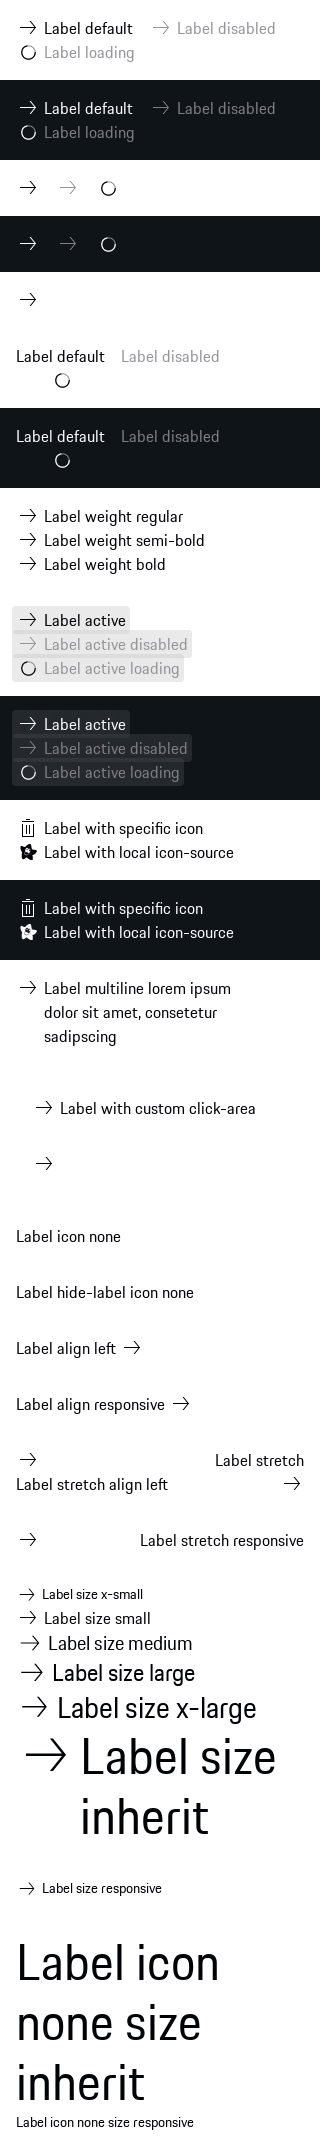 Label default Label disabled
Label loading
Label default Label disabled
Label loading
Label default Label disabled
Label default Label disabled
Label weight regular
Label weight semi-bold
Label weight bold
Label active
Label active disabled
Label active loading
Label active
Label active disabled
Label active loading
Label with specific icon
Label with local icon-source
Label with specific icon
Label with local icon-source
Label multiline lorem ipsum
dolor sit amet, consetetur
sadipscing
Label with custom click-area
Label icon none
Label hide-label icon none
Label align left
Label align responsive
Label stretch
Label stretch align left
Label stretch responsive
Label size x-small
Label size small
Label size medium
Label size large
Label size x-large
Label size
inherit
Label size responsive
Label icon
none size
inherit
Label icon none size responsive